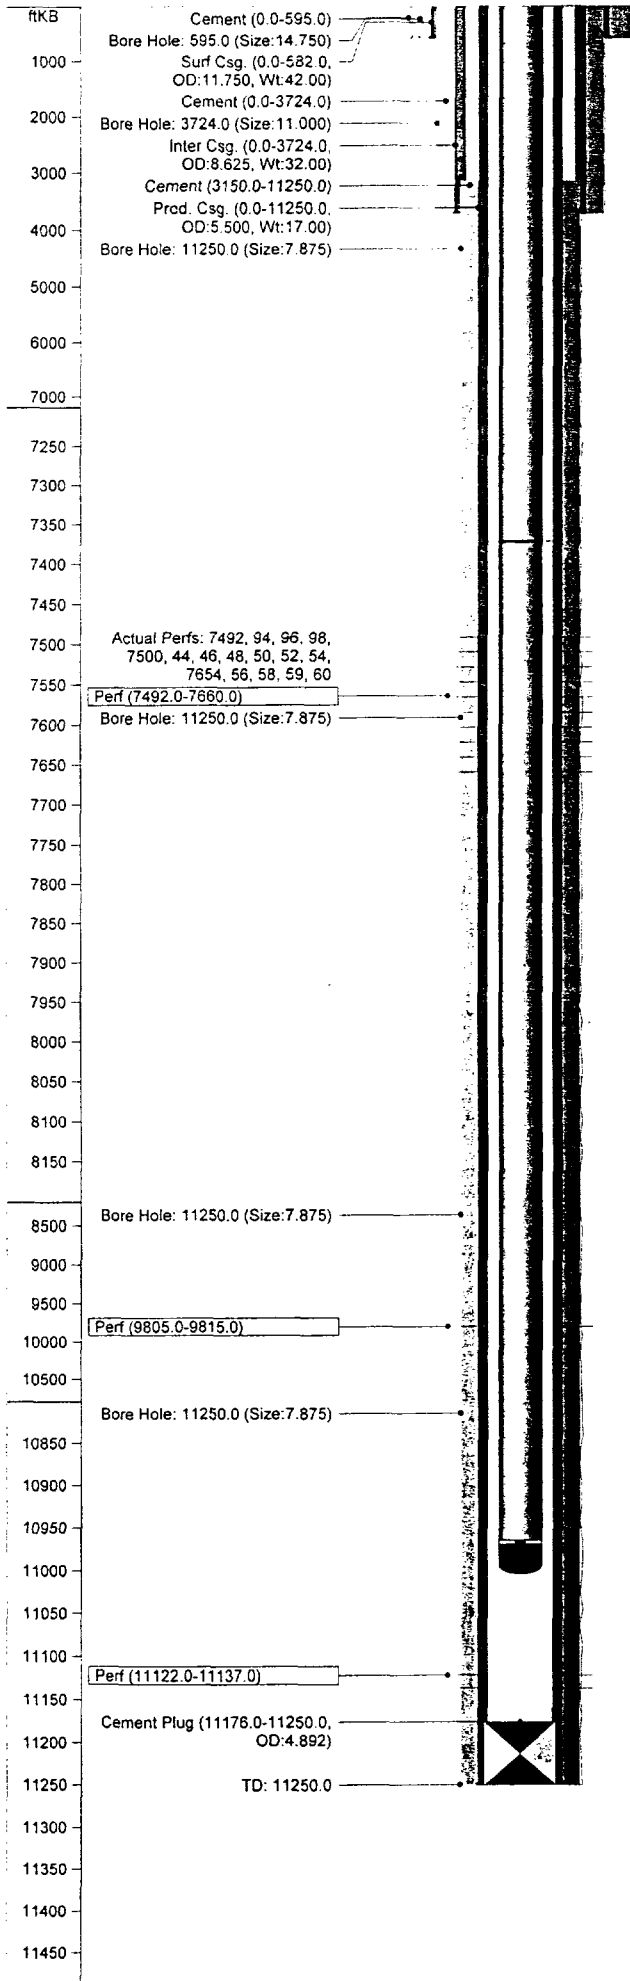 ftKB
Cement (0.0-595.0)
Bore Hole: 595.0 (Size:14.750)
1000
Surf Csg. (0.0-582.0,
OD:11.750, Wt:42.00)
Cement (0.0-3724.0)
2000
Bore Hole: 3724.0 (Size:11.000)
Inter Csg. (0.0-3724.0,
OD:8.625, Wt:32.00)
3000
Cement (3150.0-11250.0)
Prod. Csg. (0.0-11250.0,
OD:5.500, Wt:17.00)
4000
Bore Hole: 11250.0 (Size:7.875)
5000
6000
7000
7250
7300
7350
7400
7450
7500
Actual Perfs: 7492, 94, 96, 98,
7500, 44, 46, 48, 50, 52, 54,
7654, 56, 58, 59, 60
7550
Perf (7492.0-7660.0)
Bore Hole: 11250.0 (Size:7.875)
7600
7650
7700
7750
7800
7850
7900
7950
8000
8050
8100
8150
Bore Hole: 11250.0 (Size:7.875)
8500
9000
9500
Perf (9805.0-9815.0)
10000
10500
Bore Hole: 11250.0 (Size:7.875)
10850
10900
10950
11000
11050
11100
Perf (11122.0-11137.0)
11150
Cement Plug (11176.0-11250.0,
OD:4.892)
11200
TD: 11250.0
11250
11300
11350
11400
11450